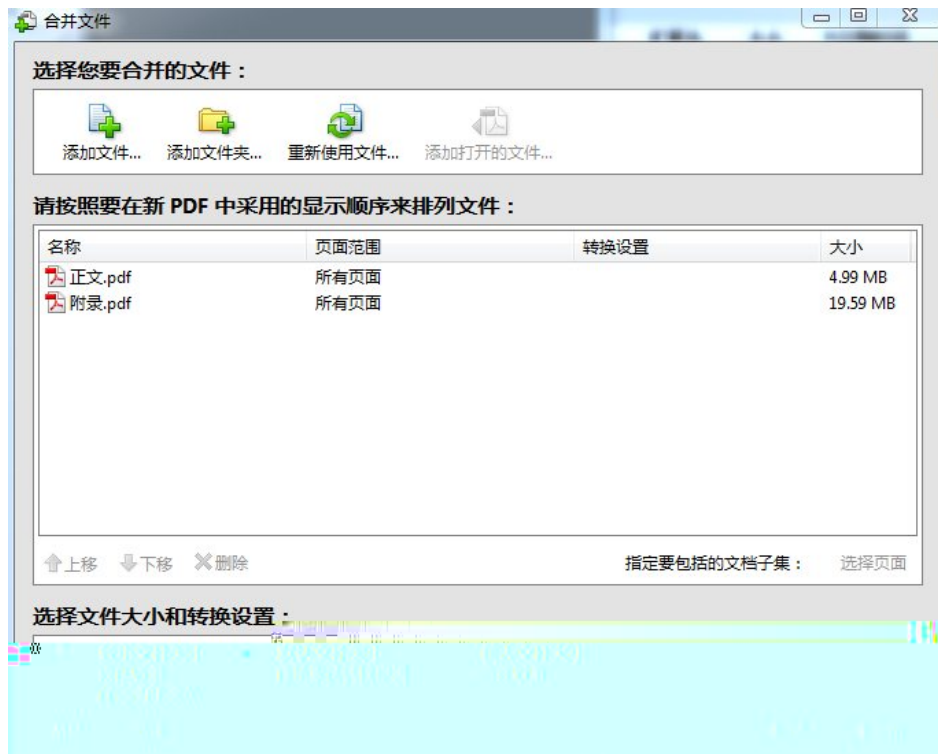 合并文件
选择您要合并的文件：
添加文件... 添加文件夹... 重新使用文件... 添加打开的文件...
请按照要在新 PDF 中采用的显示顺序来排列文件：
名称 页面范围 转换设置 大小
正文.pdf 所有页面 4.99 MB
附录.pdf 所有页面 19.59 MB
上移 下移 删除 指定要包括的文档子集： 选择页面
选择文件大小和转换设置：